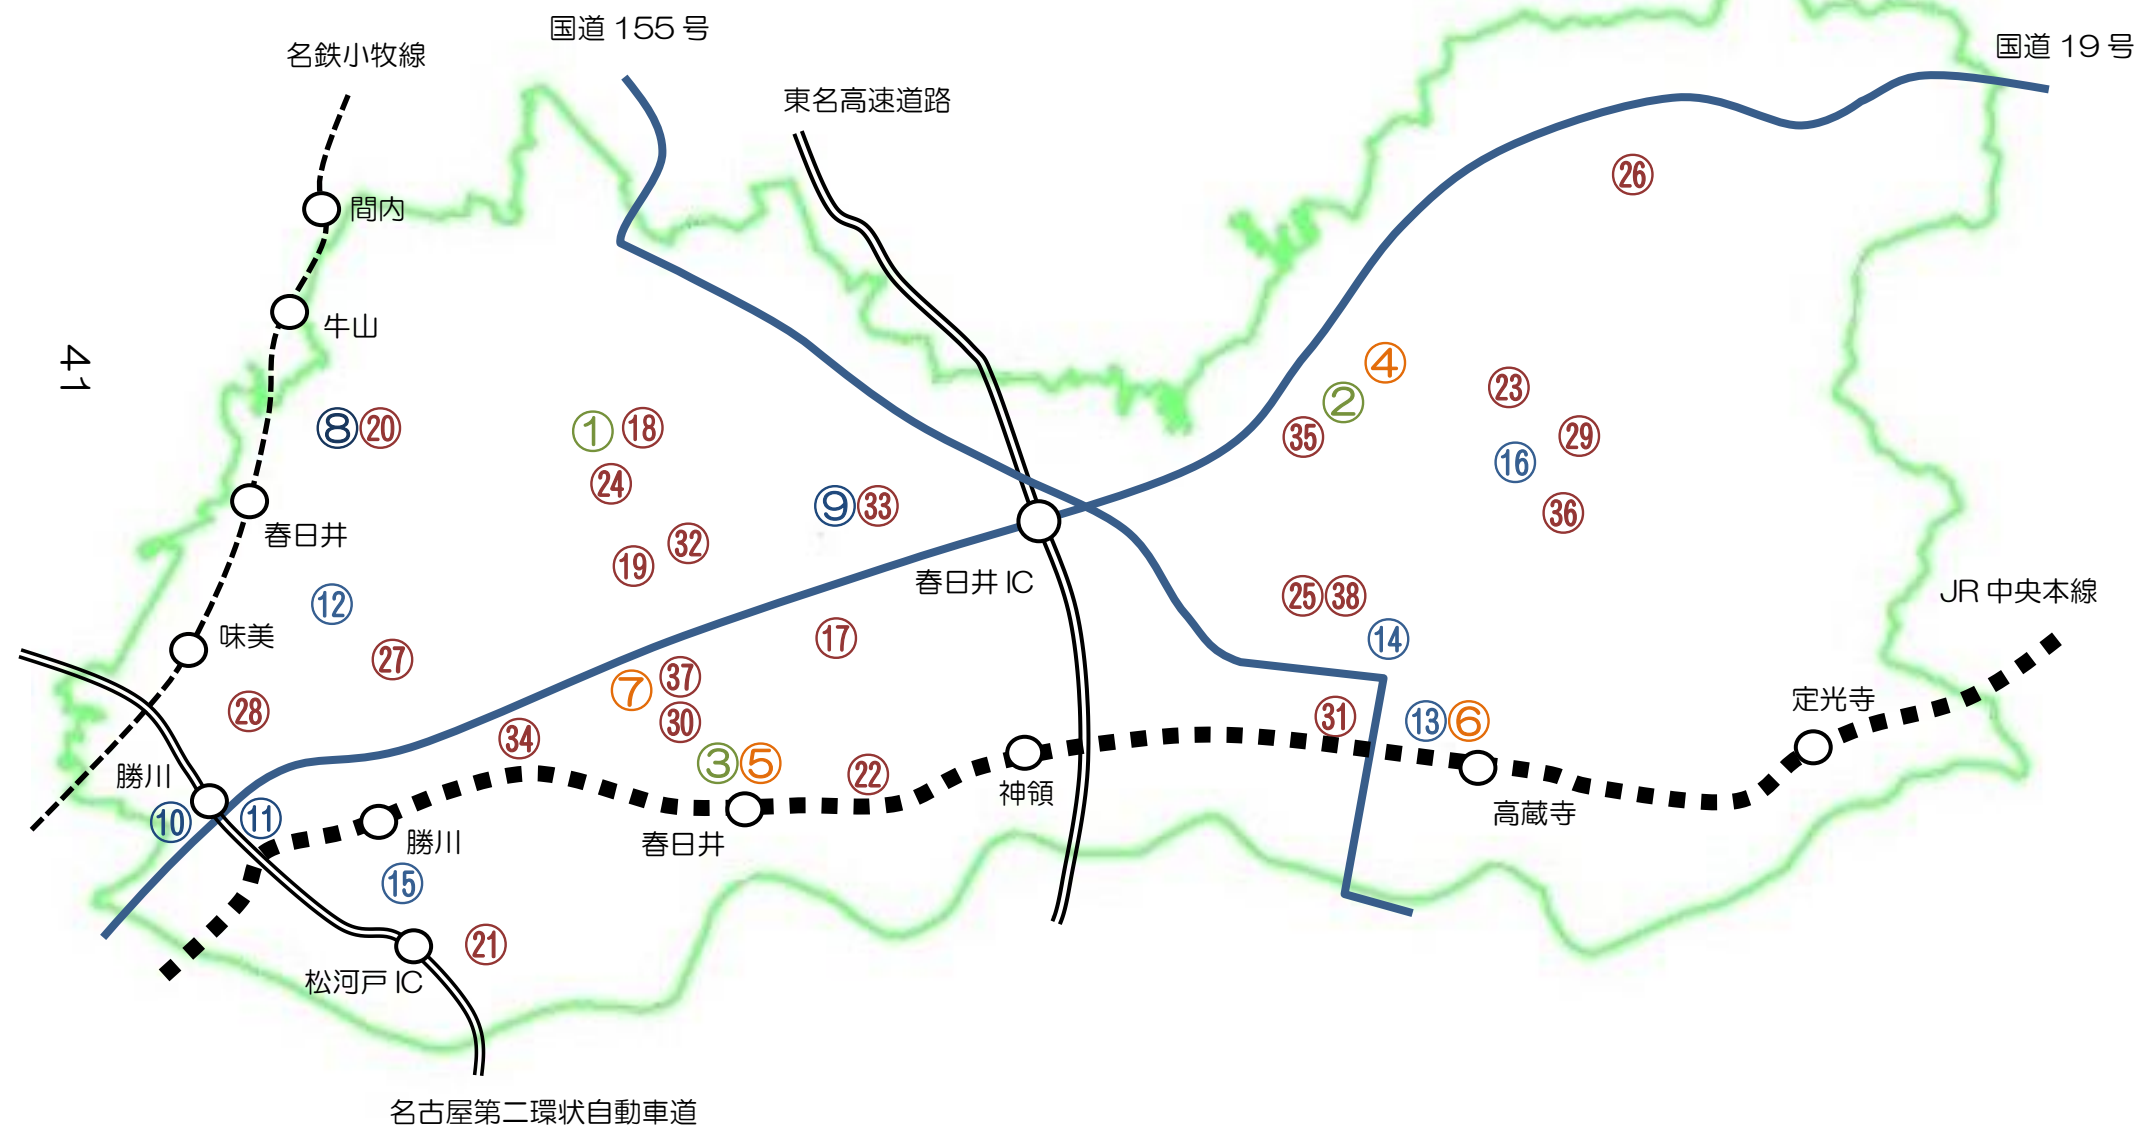 国道 155 号
国道 19 号
名鉄小牧線
東名高速道路
㉖
間内
牛山
41
④
②
㉓
⑧⑳
①
⑱
㉟
㉙
⑯
㉔
⑨㉝
㊱
春日井
㉜
⑲
春日井 IC
⑫
㉕㊳
JR 中央本線
味美
⑰
⑭
㉗
㊲
⑦
㉘
㉚
㉛
⑬⑥
定光寺
㉞
③⑤
㉒
勝川
神領
⑩
⑪
高蔵寺
勝川
春日井
⑮
㉑
松河戸 IC
名古屋第二環状自動車道